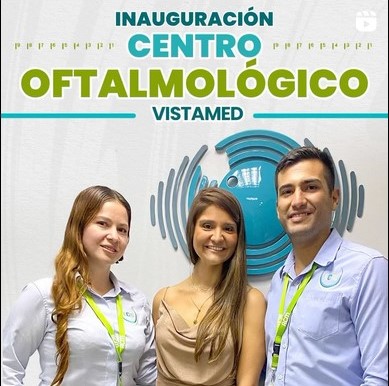 INAUGURACIÓN
CENTRO
OFTALMOLÓGICO
VISTAMED